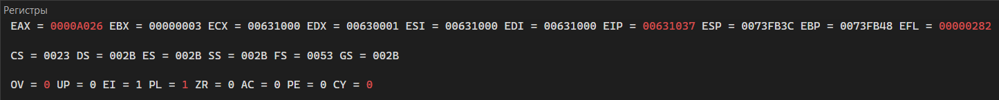 Регистры
EAX = 0000A026 EBX = 00000003 ECX = 00631000 EDX = 00630001 ESI = 00631000 EDI = 00631000 EIP = 00631037 ESP = 0073FB3C EBP = 0073FB48 EFL = 00000282
CS = 0023 DS = 002B ES = 002B SS = 002B FS = 0053 GS = 002B
OV = 0 UP = 0 EI = 1 PL = 1 ZR = 0 AC = 0 PE = 0 CY = 0